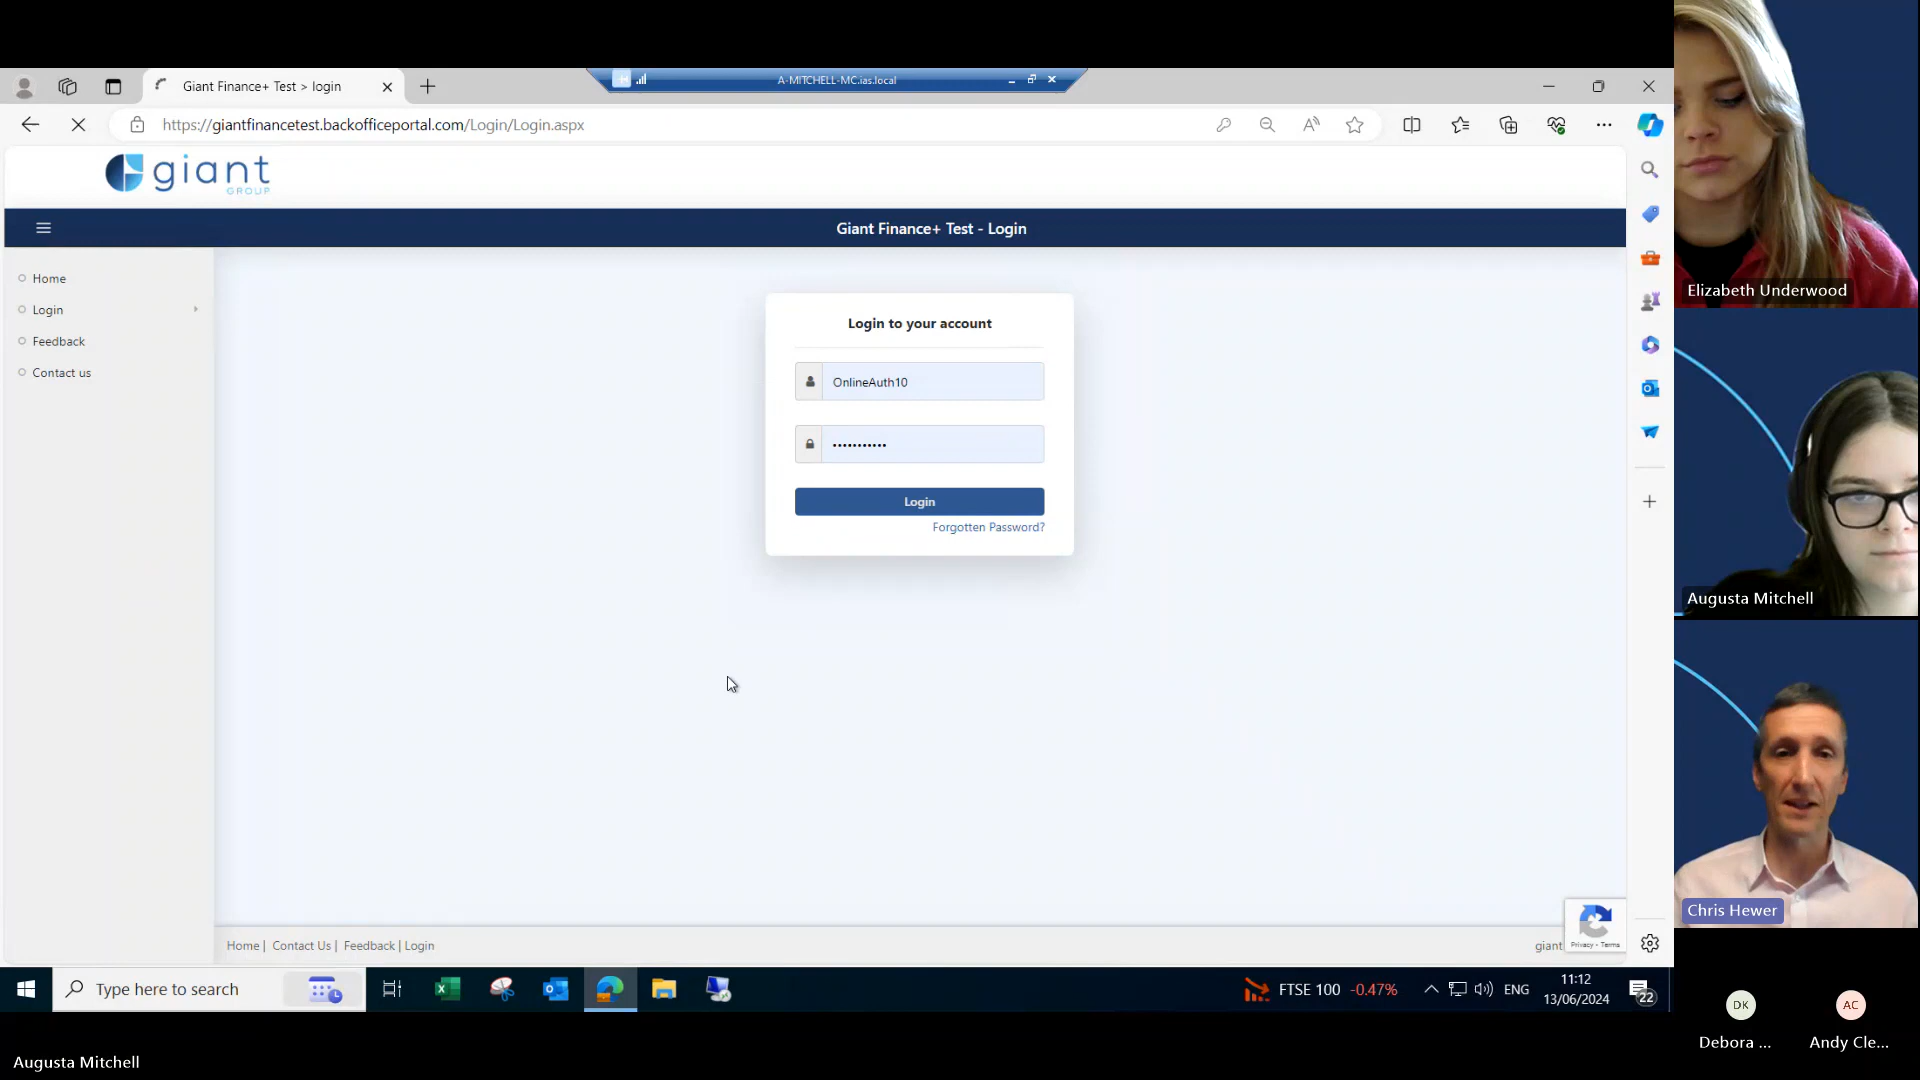 Giant Finance+ Test > login
A-MITCHELL-MC.ias.local
https://giantfinancetest.backofficeportal.com/Login/Login.aspx
giant
GROUP
Giant Finance+ Test - Login
Home
Login
Feedback
Contact us
Login to your account
OnlineAuth10
•••••••••••
Login
Forgotten Password?
Home | Contact Us | Feedback | Login
giant
Privacy - Terms
Type here to search
FTSE 100 -0.47%
ENG
11:12
13/06/2024
22
Elizabeth Underwood
Augusta Mitchell
Chris Hewer
DK
AC
Debora ...
Andy Cle...
Augusta Mitchell